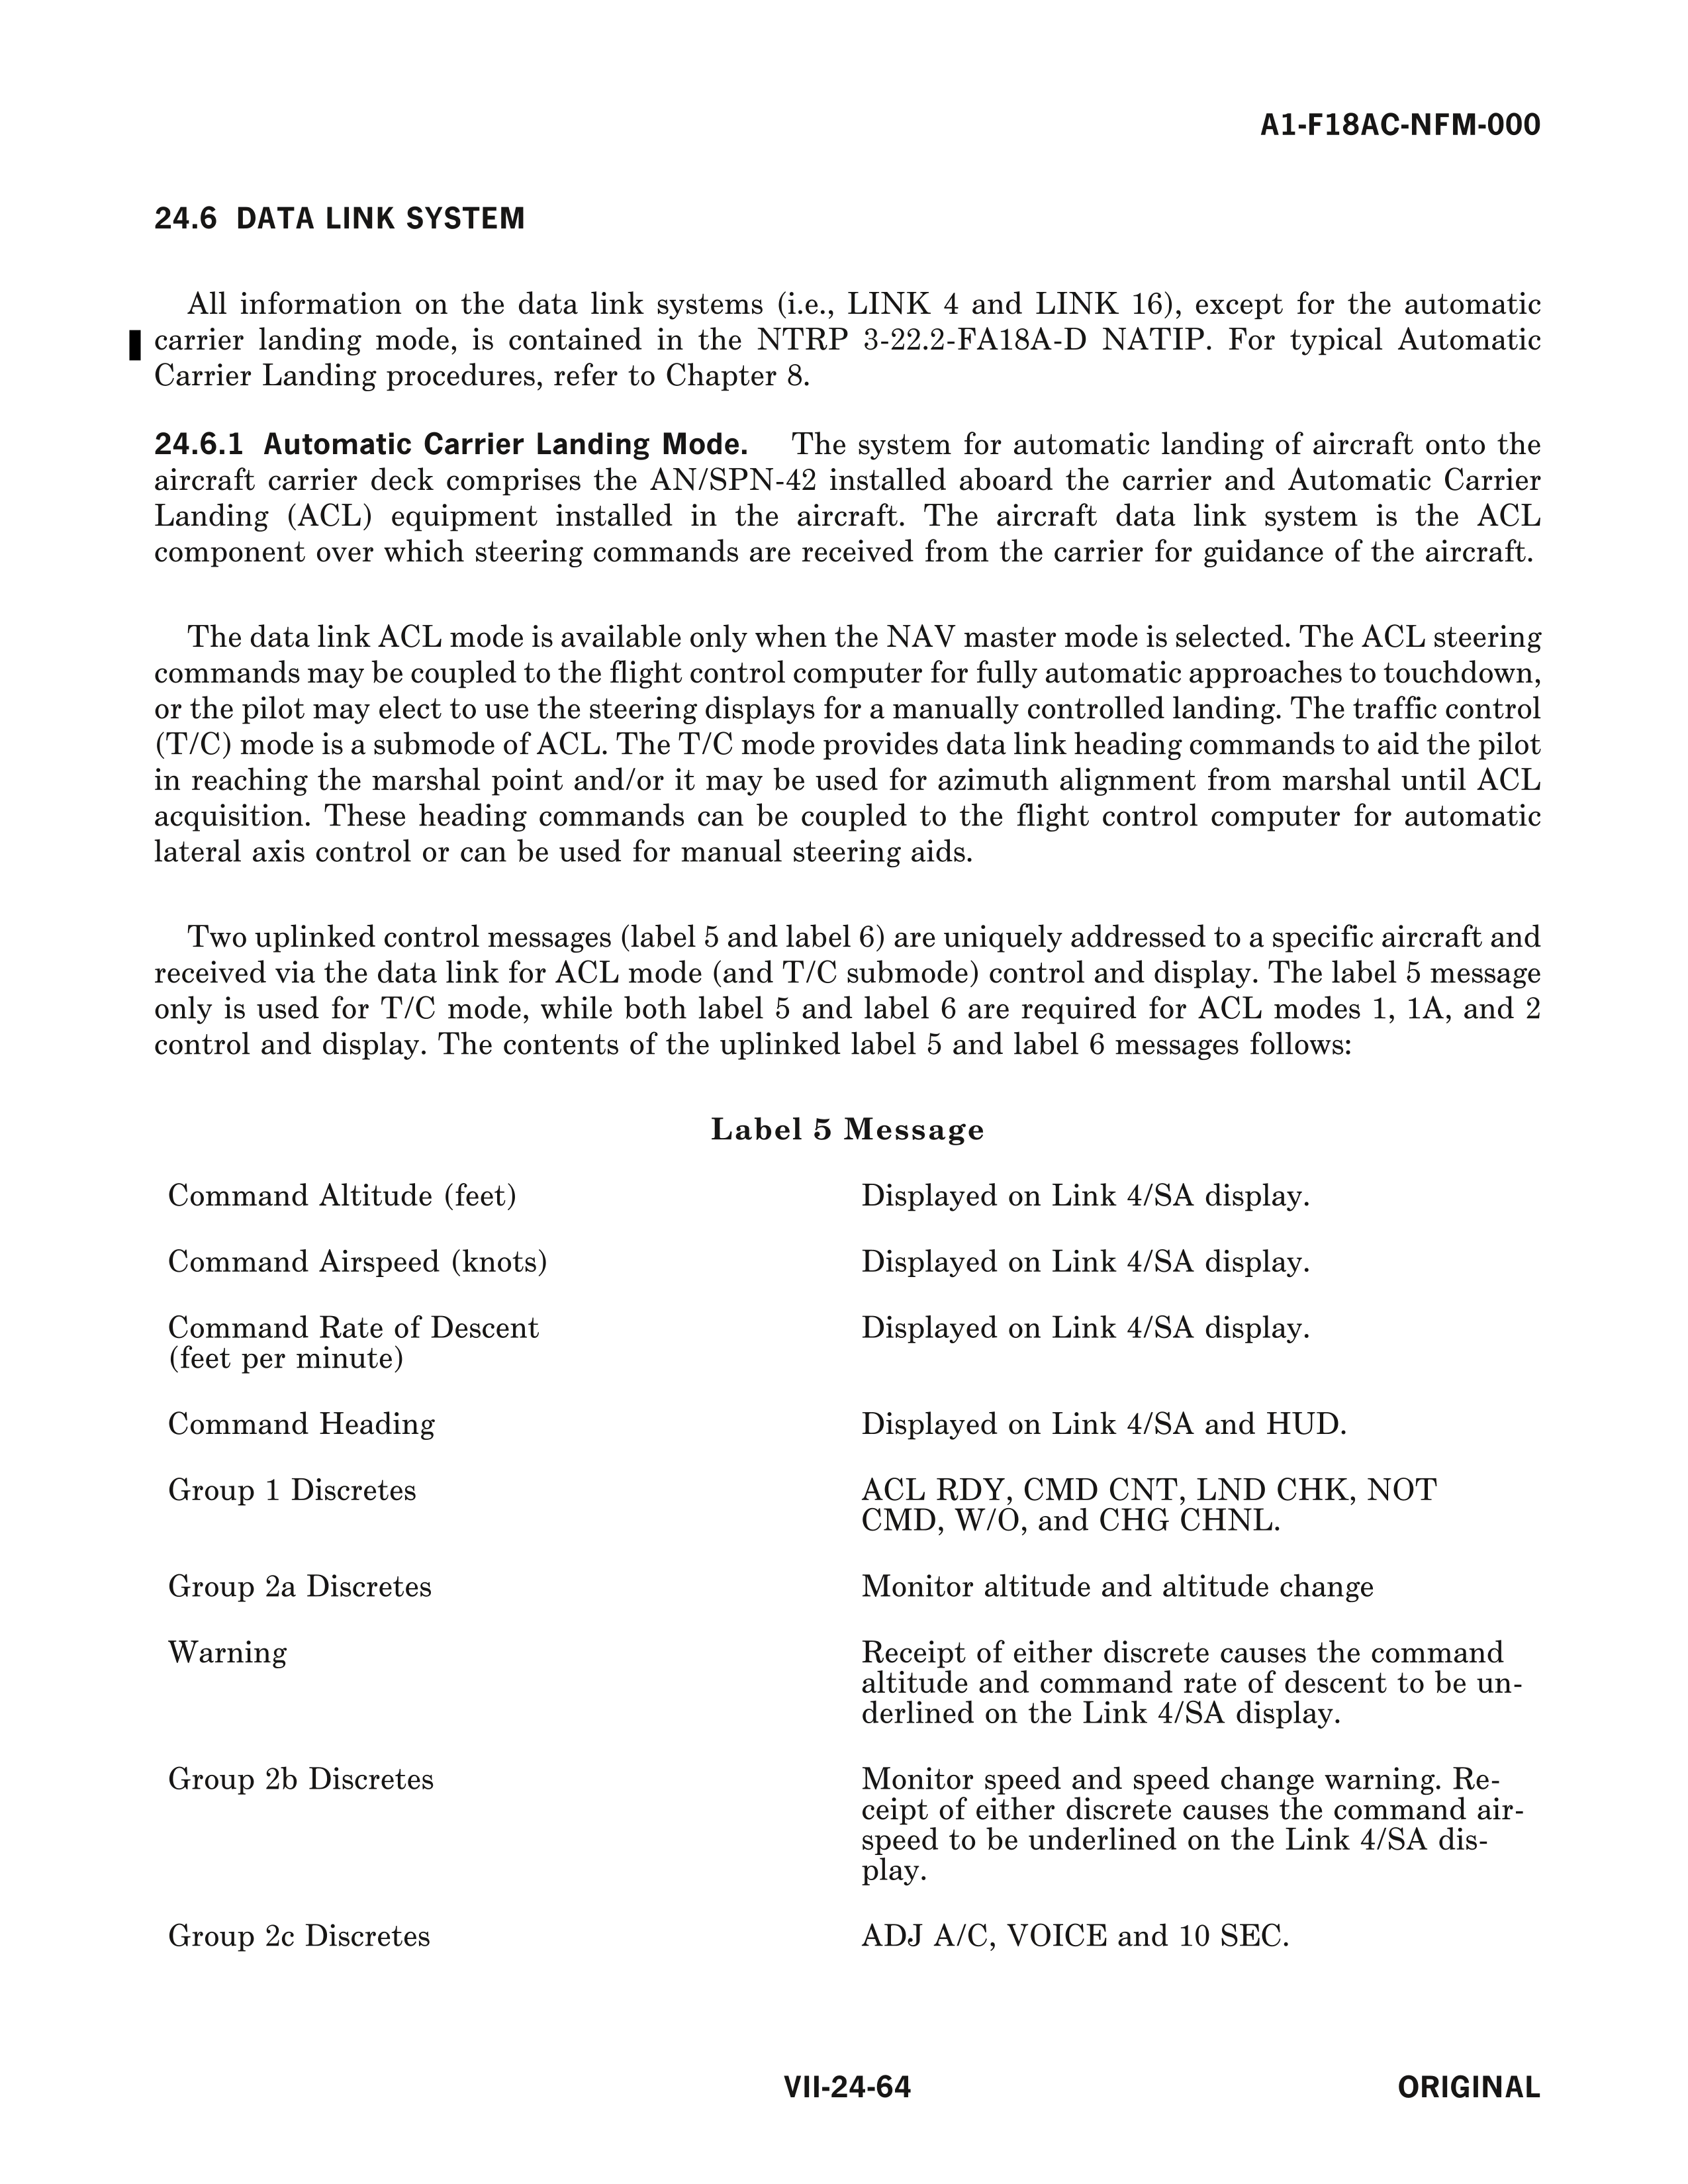 A1-F18AC-NFM-000
24.6 DATA LINK SYSTEM
All information on the data link systems (i.e., LINK 4 and LINK 16), except for the automatic
carrier landing mode, is contained in the NTRP 3-22.2-FA18A-D NATIP. For typical Automatic
Carrier Landing procedures, refer to Chapter 8.
24.6.1 Automatic Carrier Landing Mode. The system for automatic landing of aircraft onto the
aircraft carrier deck comprises the AN/SPN-42 installed aboard the carrier and Automatic Carrier
Landing (ACL) equipment installed in the aircraft. The aircraft data link system is the ACL
component over which steering commands are received from the carrier for guidance of the aircraft.
The data link ACL mode is available only when the NAV master mode is selected. The ACL steering
commands may be coupled to the flight control computer for fully automatic approaches to touchdown,
or the pilot may elect to use the steering displays for a manually controlled landing. The traffic control
(T/C) mode is a submode of ACL. The T/C mode provides data link heading commands to aid the pilot
in reaching the marshal point and/or it may be used for azimuth alignment from marshal until ACL
acquisition. These heading commands can be coupled to the flight control computer for automatic
lateral axis control or can be used for manual steering aids.
Two uplinked control messages (label 5 and label 6) are uniquely addressed to a specific aircraft and
received via the data link for ACL mode (and T/C submode) control and display. The label 5 message
only is used for T/C mode, while both label 5 and label 6 are required for ACL modes 1, 1A, and 2
control and display. The contents of the uplinked label 5 and label 6 messages follows:
Label 5 Message
Command Altitude (feet) Displayed on Link 4/SA display.
Command Airspeed (knots) Displayed on Link 4/SA display.
Command Rate of Descent Displayed on Link 4/SA display.
(feet per minute)
Command Heading Displayed on Link 4/SA and HUD.
Group 1 Discretes ACL RDY, CMD CNT, LND CHK, NOT
CMD, W/O, and CHG CHNL.
Group 2a Discretes Monitor altitude and altitude change
Warning Receipt of either discrete causes the command
altitude and command rate of descent to be un-
derlined on the Link 4/SA display.
Group 2b Discretes Monitor speed and speed change warning. Re-
ceipt of either discrete causes the command air-
speed to be underlined on the Link 4/SA dis-
play.
Group 2c Discretes ADJ A/C, VOICE and 10 SEC.
VII-24-64 ORIGINAL